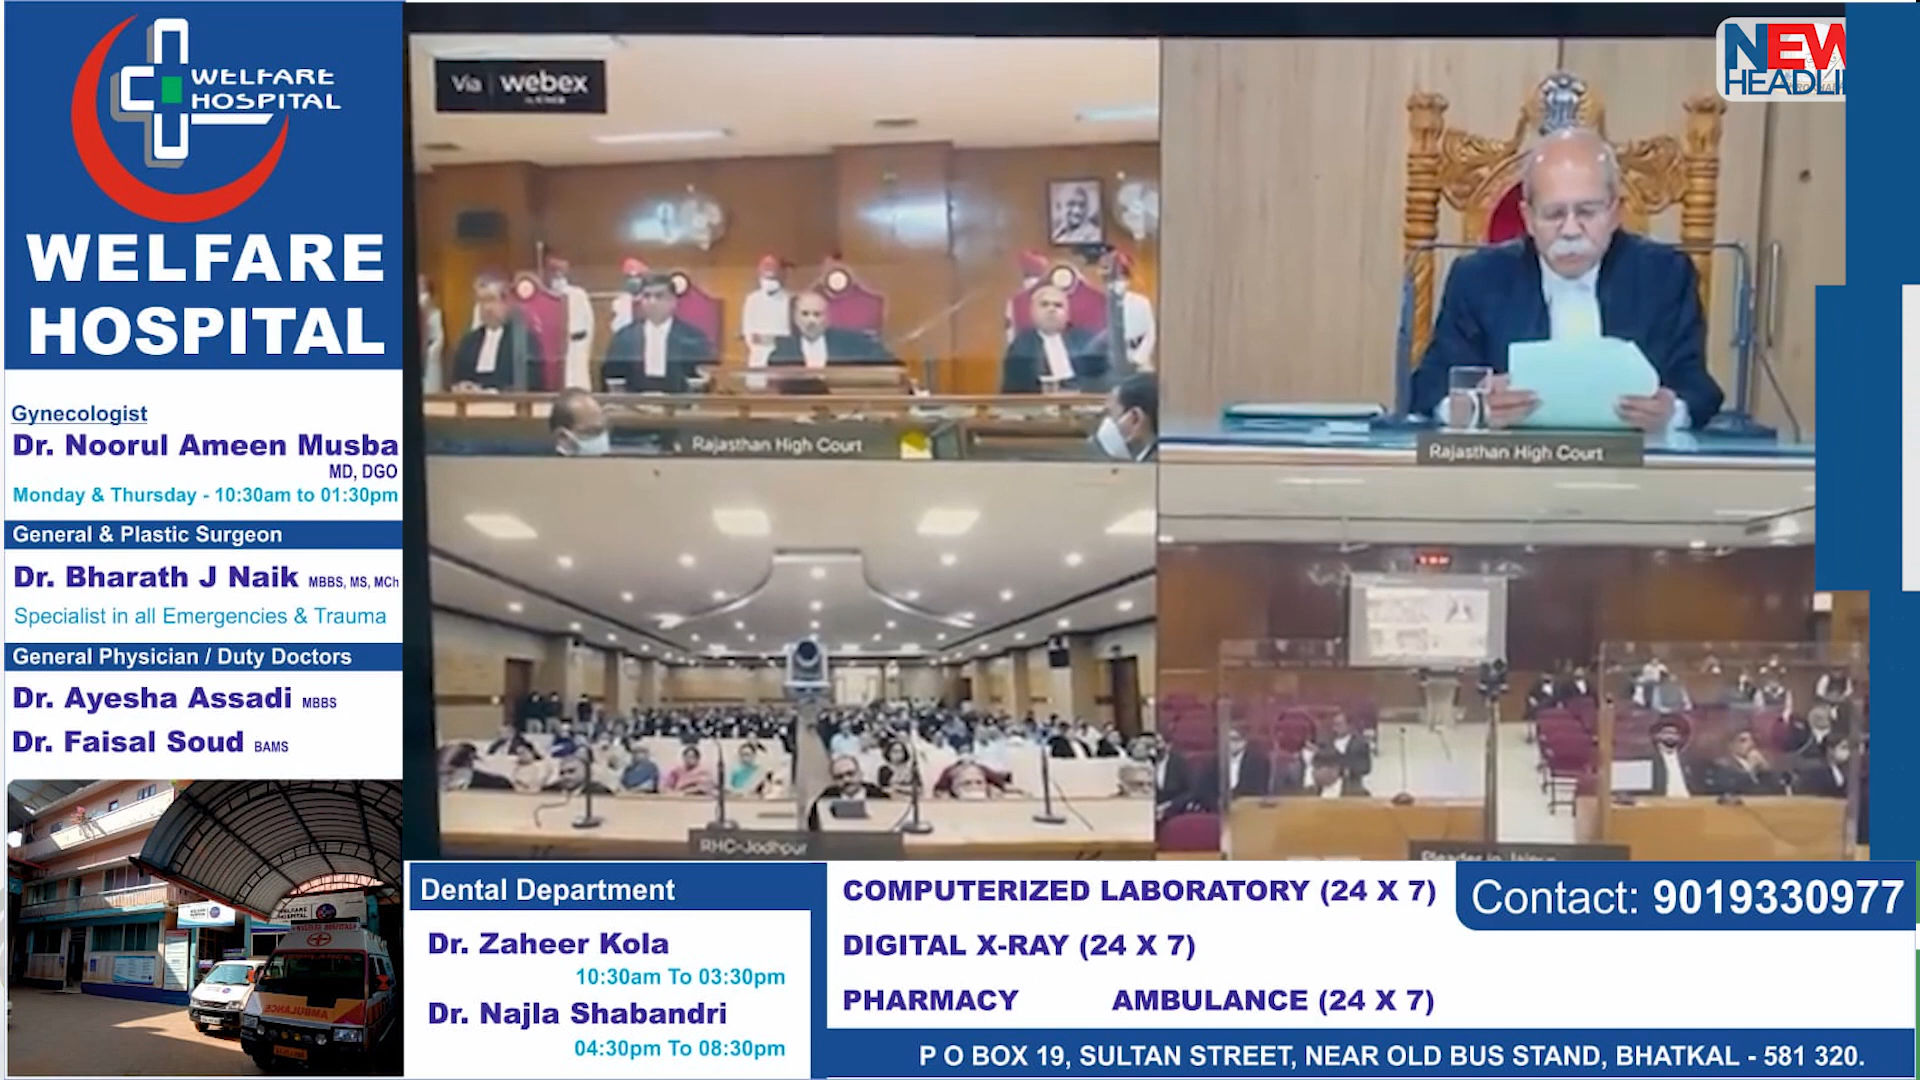 WELFARE
HOSPITAL
WELFARE
HOSPITAL
Gynecologist
Dr. Noorul Ameen Musba
MD, DGO
Monday & Thursday - 10:30am to 01:30pm
General & Plastic Surgeon
Dr. Bharath J Naik MBBS, MS, MCh
Specialist in all Emergencies & Trauma
General Physician / Duty Doctors
Dr. Ayesha Assadi MBBS
Dr. Faisal Soud BAMS
Via webex
NEW
HEADLI
Rajasthan High Court
Rajasthan High Court
RHC-Jodhpur
Pleader in Jaipur
Dental Department
Dr. Zaheer Kola
10:30am To 03:30pm
Dr. Najla Shabandri
04:30pm To 08:30pm
COMPUTERIZED LABORATORY (24 X 7)
DIGITAL X-RAY (24 X 7)
PHARMACY AMBULANCE (24 X 7)
Contact: 9019330977
P O BOX 19, SULTAN STREET, NEAR OLD BUS STAND, BHATKAL - 581 320.